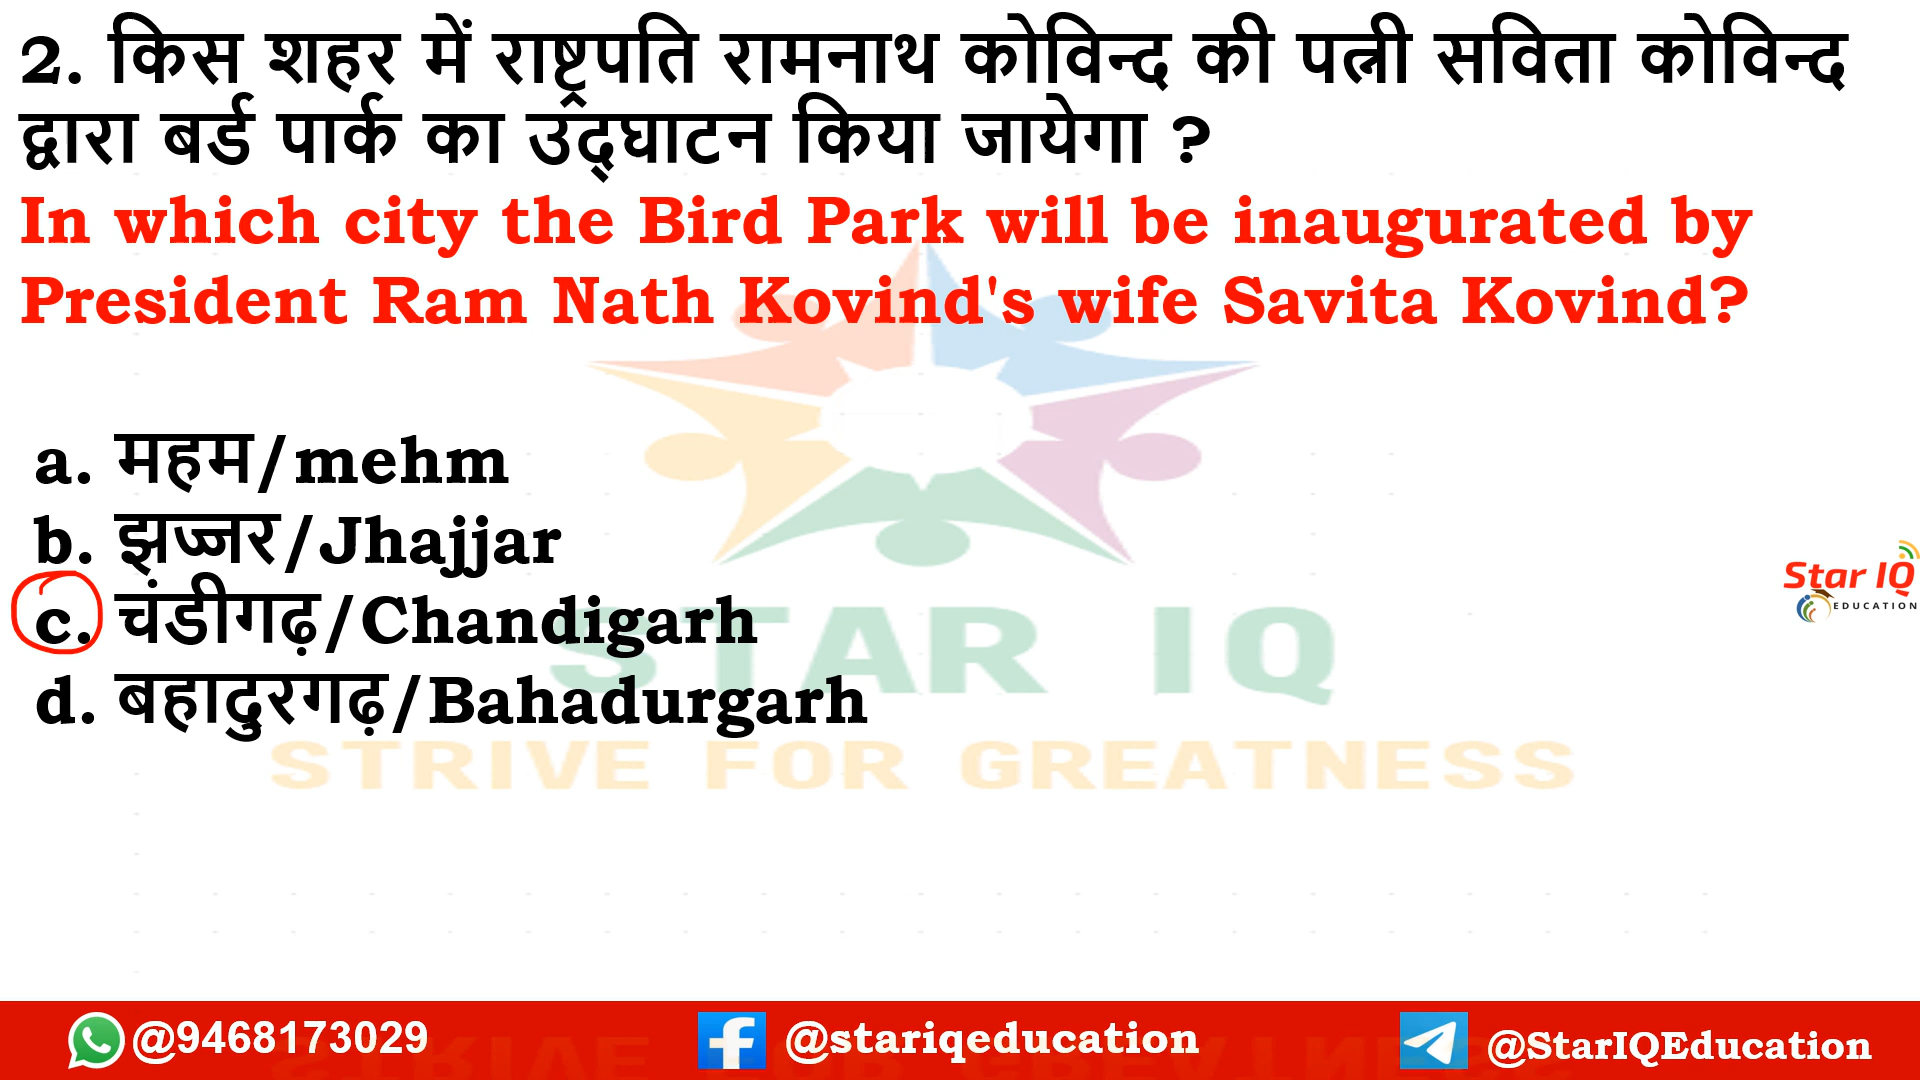 2. किस शहर में राष्ट्रपति रामनाथ कोविन्द की पत्नी सविता कोविन्द
द्वारा बर्ड पार्क का उद्‌घाटन किया जायेगा ?
In which city the Bird Park will be inaugurated by
President Ram Nath Kovind's wife Savita Kovind?
a. महम/mehm
b. झज्जर/Jhajjar
c. चंडीगढ़/Chandigarh
d. बहादुरगढ़/Bahadurgarh
STAR IQ
STRIVE FOR GREATNESS
Star IQ
EDUCATION
@9468173029
@stariqeducation
@StarIQEducation